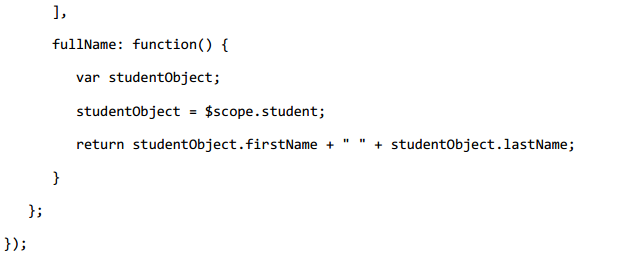 ],
fullName: function() {
var studentObject;
studentObject = $scope.student;
return studentObject.firstName + " " + studentObject.lastName;
}
};
});